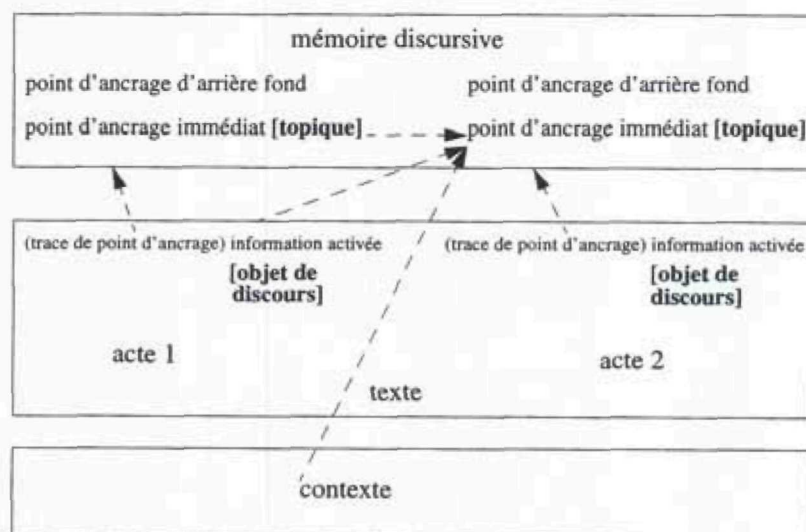 mémoire discursive
point d'ancrage d'arrière fond point d'ancrage d'arrière fond
point d'ancrage immédiat [topique] point d'ancrage immédiat [topique]
(trace de point d'ancrage) information activée (trace de point d'ancrage) information activée
[objet de discours] [objet de discours]
acte 1 acte 2
texte
contexte